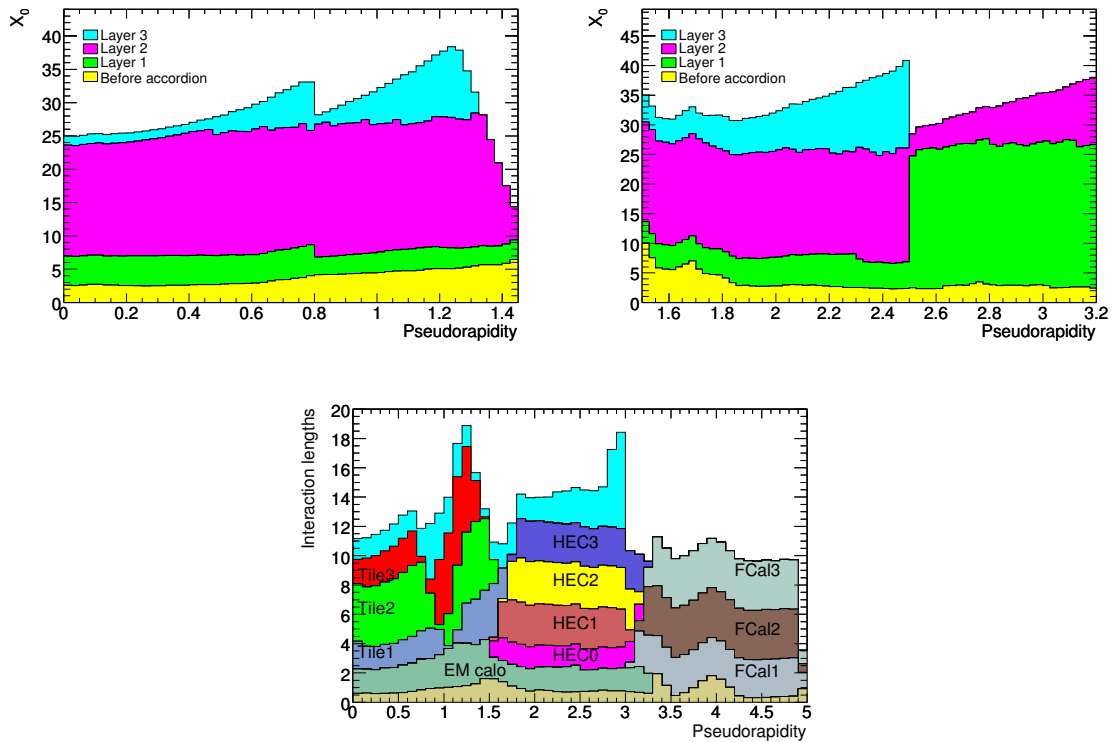 X0
40
35
30
25
20
15
10
5
0
Layer 3
Layer 2
Layer 1
Before accordion
0 0.2 0.4 0.6 0.8 1 1.2 1.4
Pseudorapidity
X0
45
40
35
30
25
20
15
10
5
0
Layer 3
Layer 2
Layer 1
Before accordion
1.6 1.8 2 2.2 2.4 2.6 2.8 3 3.2
Pseudorapidity
Interaction lengths
20
18
16
14
12
10
8
6
4
2
0
Tile3
Tile2
Tile1
EM calo
HEC3
HEC2
HEC1
HEC0
FCal3
FCal2
FCal1
0 0.5 1 1.5 2 2.5 3 3.5 4 4.5 5
Pseudorapidity